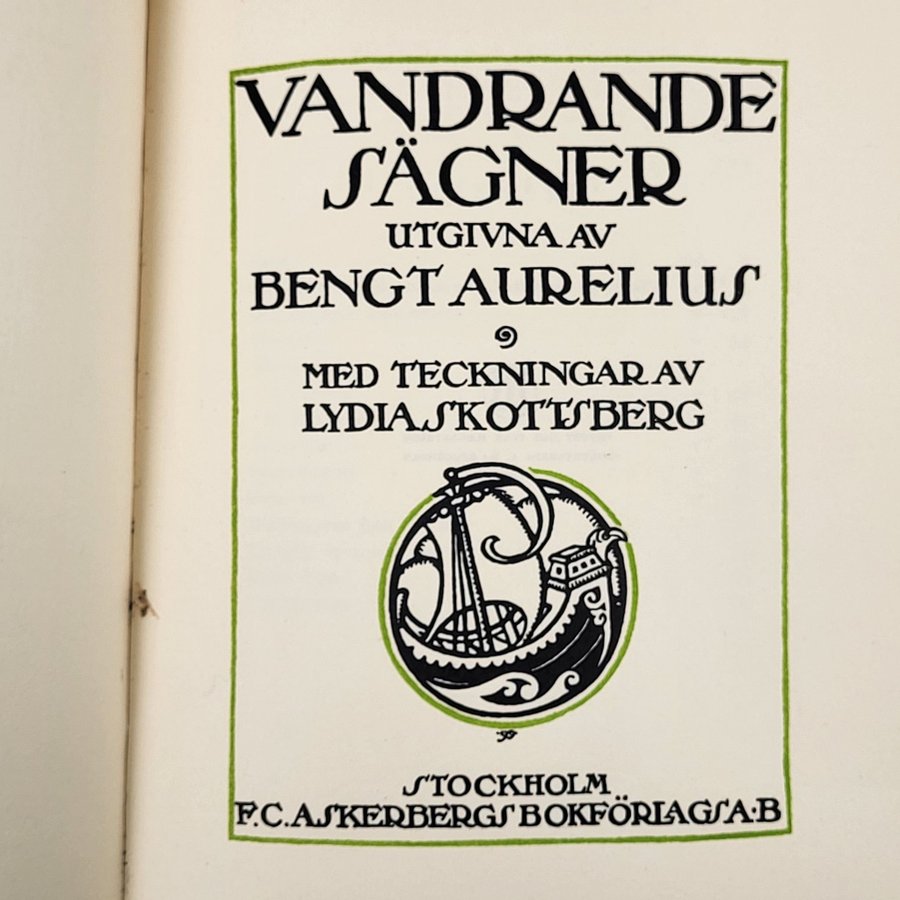 VANDRANDE
SÄGNER
UTGIVNA AV
BENGT AURELIUS
MED TECKNINGAR AV
LYDIA SKOTTSBERG
STOCKHOLM
F.C. ASKERBERGS BOKFÖRLAGS A·B